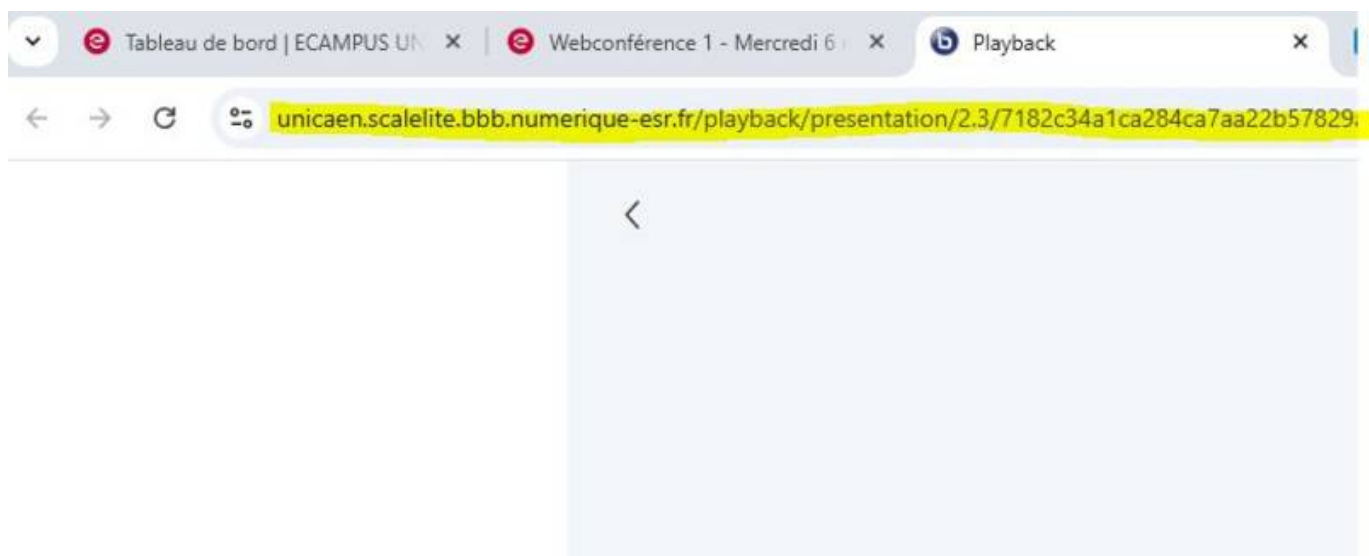 Tableau de bord | ECAMPUS UN Webconférence 1 - Mercredi 6 Playback
unicaen.scalelite.bbb.numerique-esr.fr/playback/presentation/2.3/7182c34a1ca284ca7aa22b57829